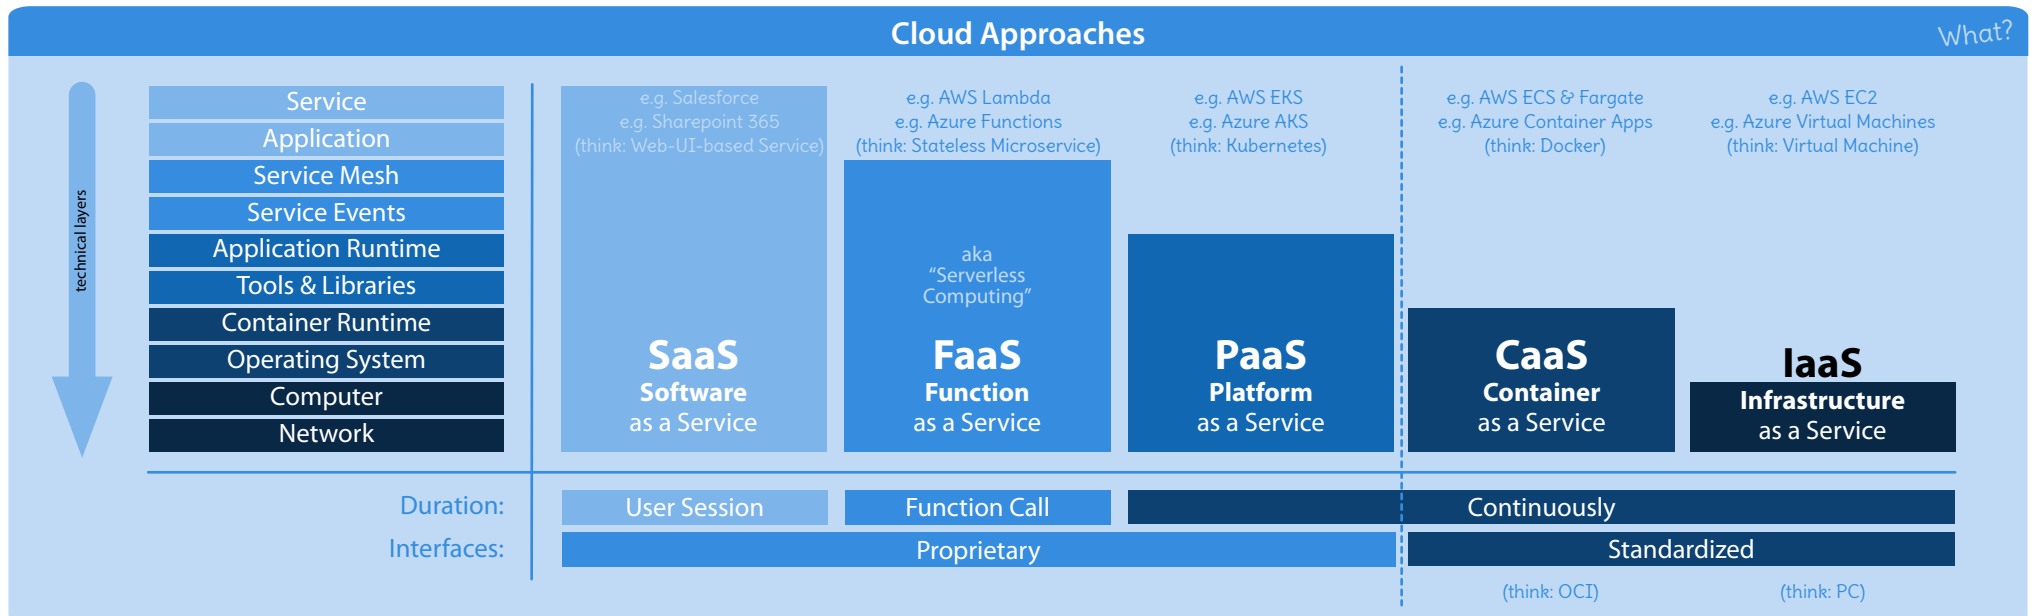 Cloud Approaches
What?
technical layers
Service
Application
Service Mesh
Service Events
Application Runtime
Tools & Libraries
Container Runtime
Operating System
Computer
Network
e.g. Salesforce
e.g. Sharepoint 365
(think: Web-UI-based Service)
SaaS
Software
as a Service
e.g. AWS Lambda
e.g. Azure Functions
(think: Stateless Microservice)
aka
“Serverless
Computing”
FaaS
Function
as a Service
e.g. AWS EKS
e.g. Azure AKS
(think: Kubernetes)
PaaS
Platform
as a Service
e.g. AWS ECS & Fargate
e.g. Azure Container Apps
(think: Docker)
CaaS
Container
as a Service
e.g. AWS EC2
e.g. Azure Virtual Machines
(think: Virtual Machine)
IaaS
Infrastructure
as a Service
Duration:
User Session
Function Call
Continuously
Interfaces:
Proprietary
Standardized
(think: OCI)
(think: PC)